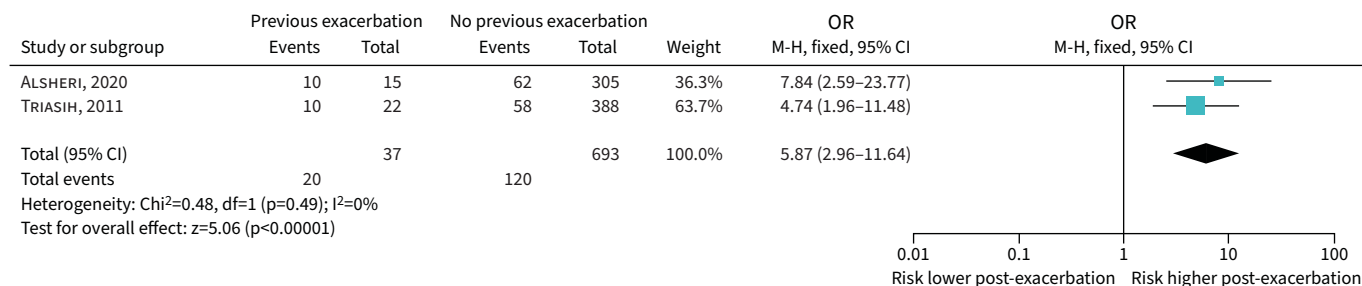 Previous exacerbation No previous exacerbation OR OR
Study or subgroup Events Total Events Total Weight M-H, fixed, 95% CI M-H, fixed, 95% CI
Alsheri, 2020 10 15 62 305 36.3% 7.84 (2.59–23.77)
Triasih, 2011 10 22 58 388 63.7% 4.74 (1.96–11.48)
Total (95% CI) 37 693 100.0% 5.87 (2.96–11.64)
Total events 20 120
Heterogeneity: Chi²=0.48, df=1 (p=0.49); I²=0%
Test for overall effect: z=5.06 (p<0.00001)
0.01 0.1 1 10 100
Risk lower post-exacerbation Risk higher post-exacerbation